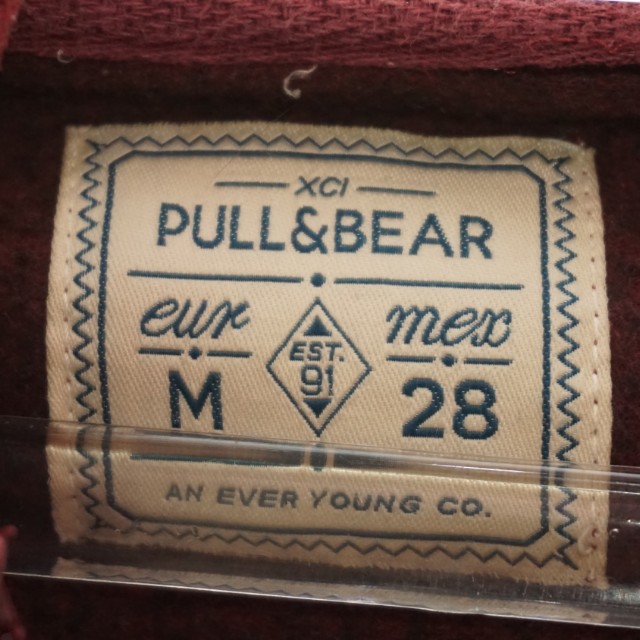 XCI
PULL&BEAR
eur mex
EST.
91
M 28
AN EVER YOUNG CO.